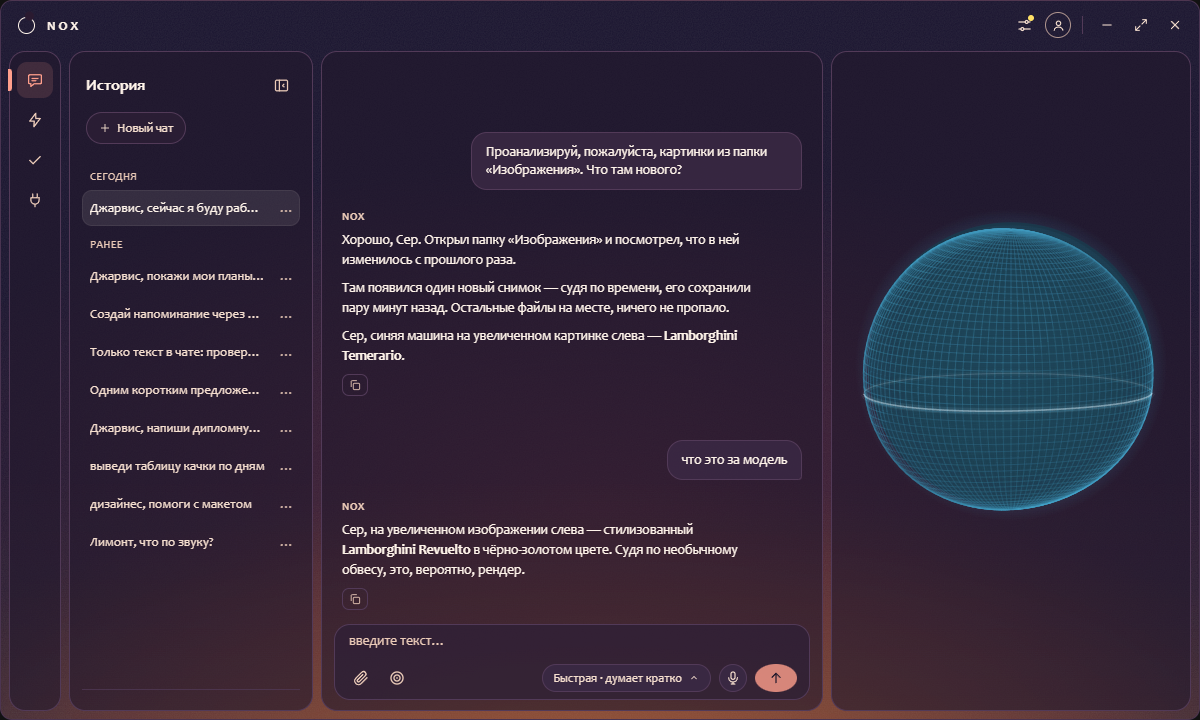 NOX
История
+ Новый чат
СЕГОДНЯ
Джарвис, сейчас я буду раб... ...
РАНЕЕ
Джарвис, покажи мои планы... ...
Создай напоминание через ... ...
Только текст в чате: провер... ...
Одним коротким предложе... ...
Джарвис, напиши дипломну... ...
выведи таблицу качки по дням ...
дизайнес, помоги с макетом ...
Лимонт, что по звуку? ...
Проанализируй, пожалуйста, картинки из папки
«Изображения». Что там нового?
NOX
Хорошо, Сер. Открыл папку «Изображения» и посмотрел, что в ней
изменилось с прошлого раза.
Там появился один новый снимок — судя по времени, его сохранили
пару минут назад. Остальные файлы на месте, ничего не пропало.
Сер, синяя машина на увеличенном картинке слева — Lamborghini
Temerario.
что это за модель
NOX
Сер, на увеличенном изображении слева — стилизованный
Lamborghini Revuelto в чёрно-золотом цвете. Судя по необычному
обвесу, это, вероятно, рендер.
введите текст...
Быстрая · думает кратко